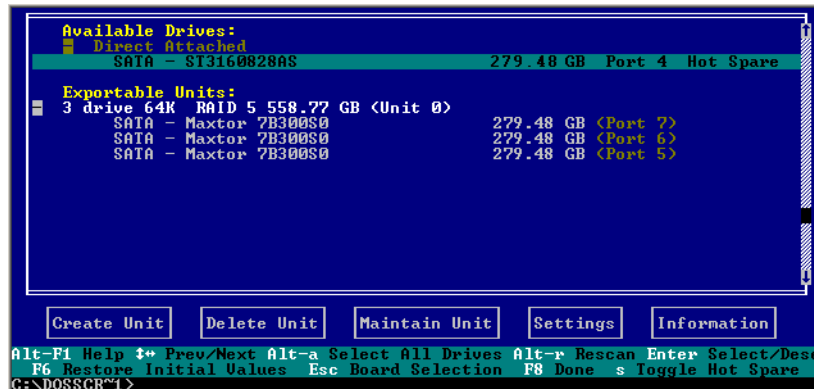 Available Drives:
Direct Attached
SATA - ST3160828AS 279.48 GB Port 4 Hot Spare
Exportable Units:
3 drive 64K RAID 5 558.77 GB (Unit 0)
SATA - Maxtor 7B300S0 279.48 GB (Port 7)
SATA - Maxtor 7B300S0 279.48 GB (Port 6)
SATA - Maxtor 7B300S0 279.48 GB (Port 5)
Create Unit Delete Unit Maintain Unit Settings Information
Alt-F1 Help ↕↔ Prev/Next Alt-a Select All Drives Alt-r Rescan Enter Select/Des
F6 Restore Initial Values Esc Board Selection F8 Done s Toggle Hot Spare
C:\DOSSCR~1>